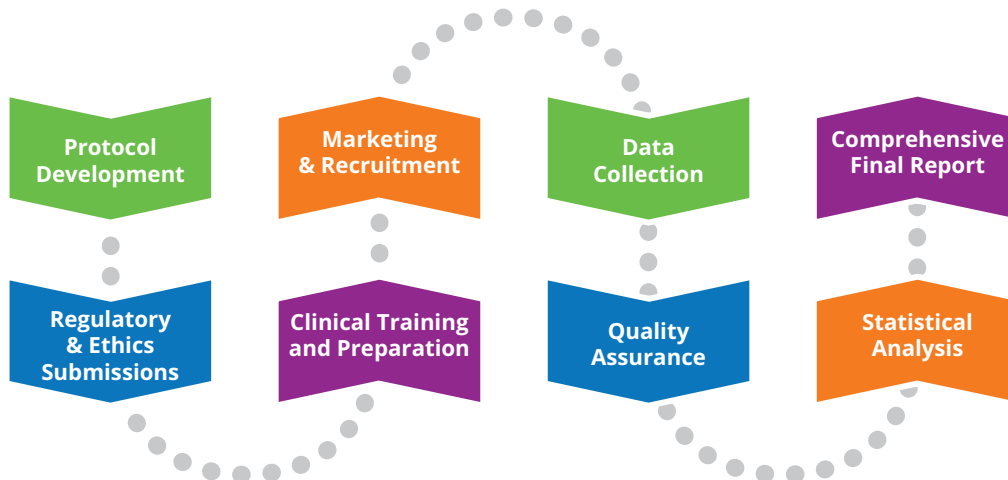 Protocol
Development
Regulatory
& Ethics
Submissions
Clinical Training
and Preparation
Marketing
& Recruitment
Data
Collection
Quality
Assurance
Statistical
Analysis
Comprehensive
Final Report